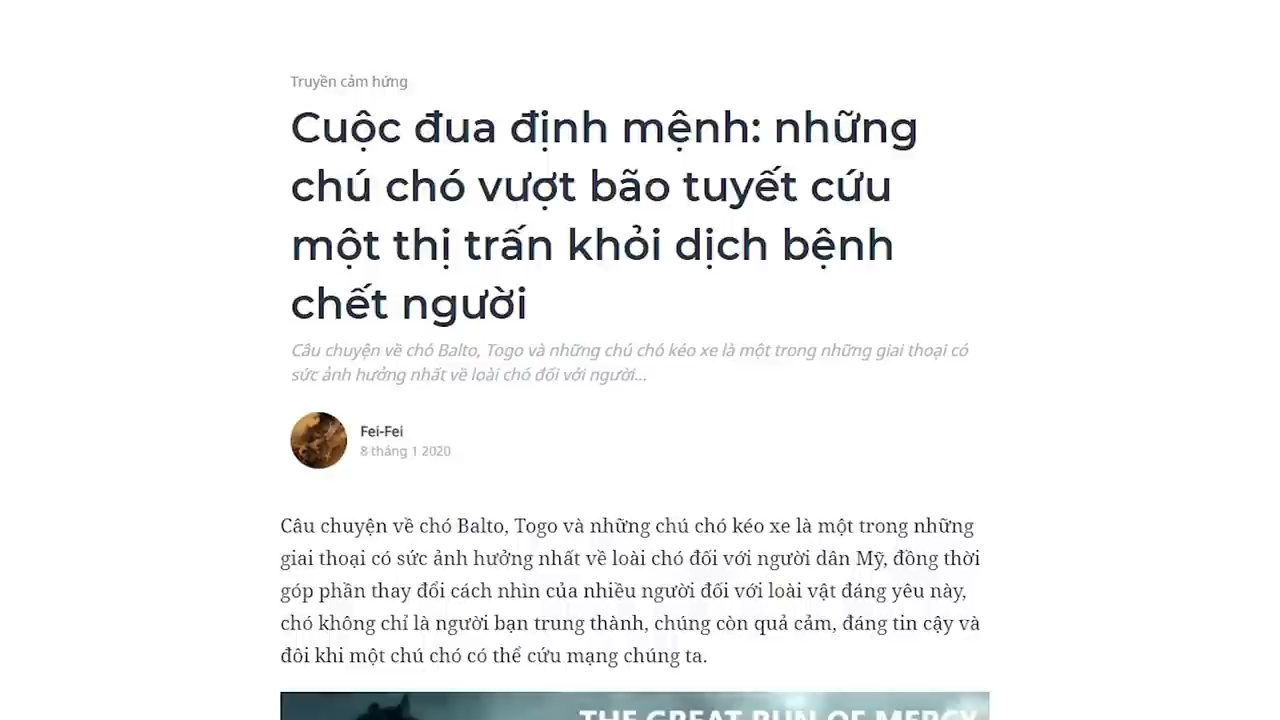 Truyền cảm hứng
Cuộc đua định mệnh: những
chú chó vượt bão tuyết cứu
một thị trấn khỏi dịch bệnh
chết người
Câu chuyện về chó Balto, Togo và những chú chó kéo xe là một trong những giai thoại có
sức ảnh hưởng nhất về loài chó đối với người...
Fei-Fei
8 tháng 1 2020
Câu chuyện về chó Balto, Togo và những chú chó kéo xe là một trong những
giai thoại có sức ảnh hưởng nhất về loài chó đối với người dân Mỹ, đồng thời
góp phần thay đổi cách nhìn của nhiều người đối với loài vật đáng yêu này,
chó không chỉ là người bạn trung thành, chúng còn quả cảm, đáng tin cậy và
đôi khi một chú chó có thể cứu mạng chúng ta.
THE GREAT RUN OF MERCY